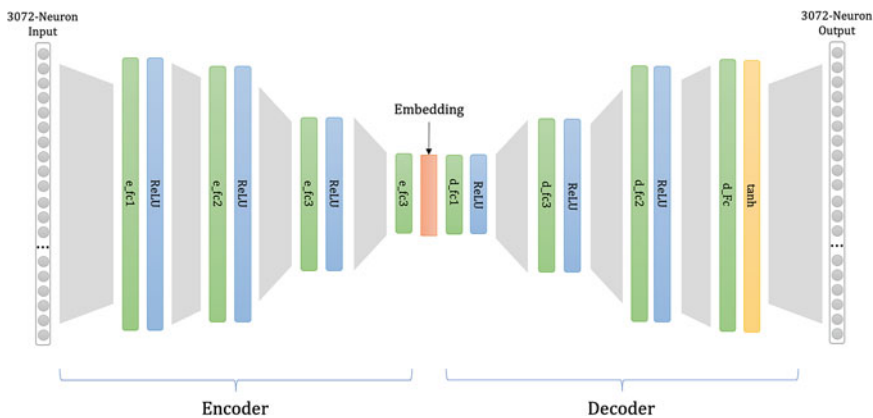 3072-Neuron
Input
3072-Neuron
Output
Embedding
e_fc1
ReLU
e_fc2
ReLU
e_fc3
ReLU
e_fc3
d_fc1
ReLU
d_fc3
ReLU
d_fc2
ReLU
d_Fc
tanh
...
...
Encoder
Decoder